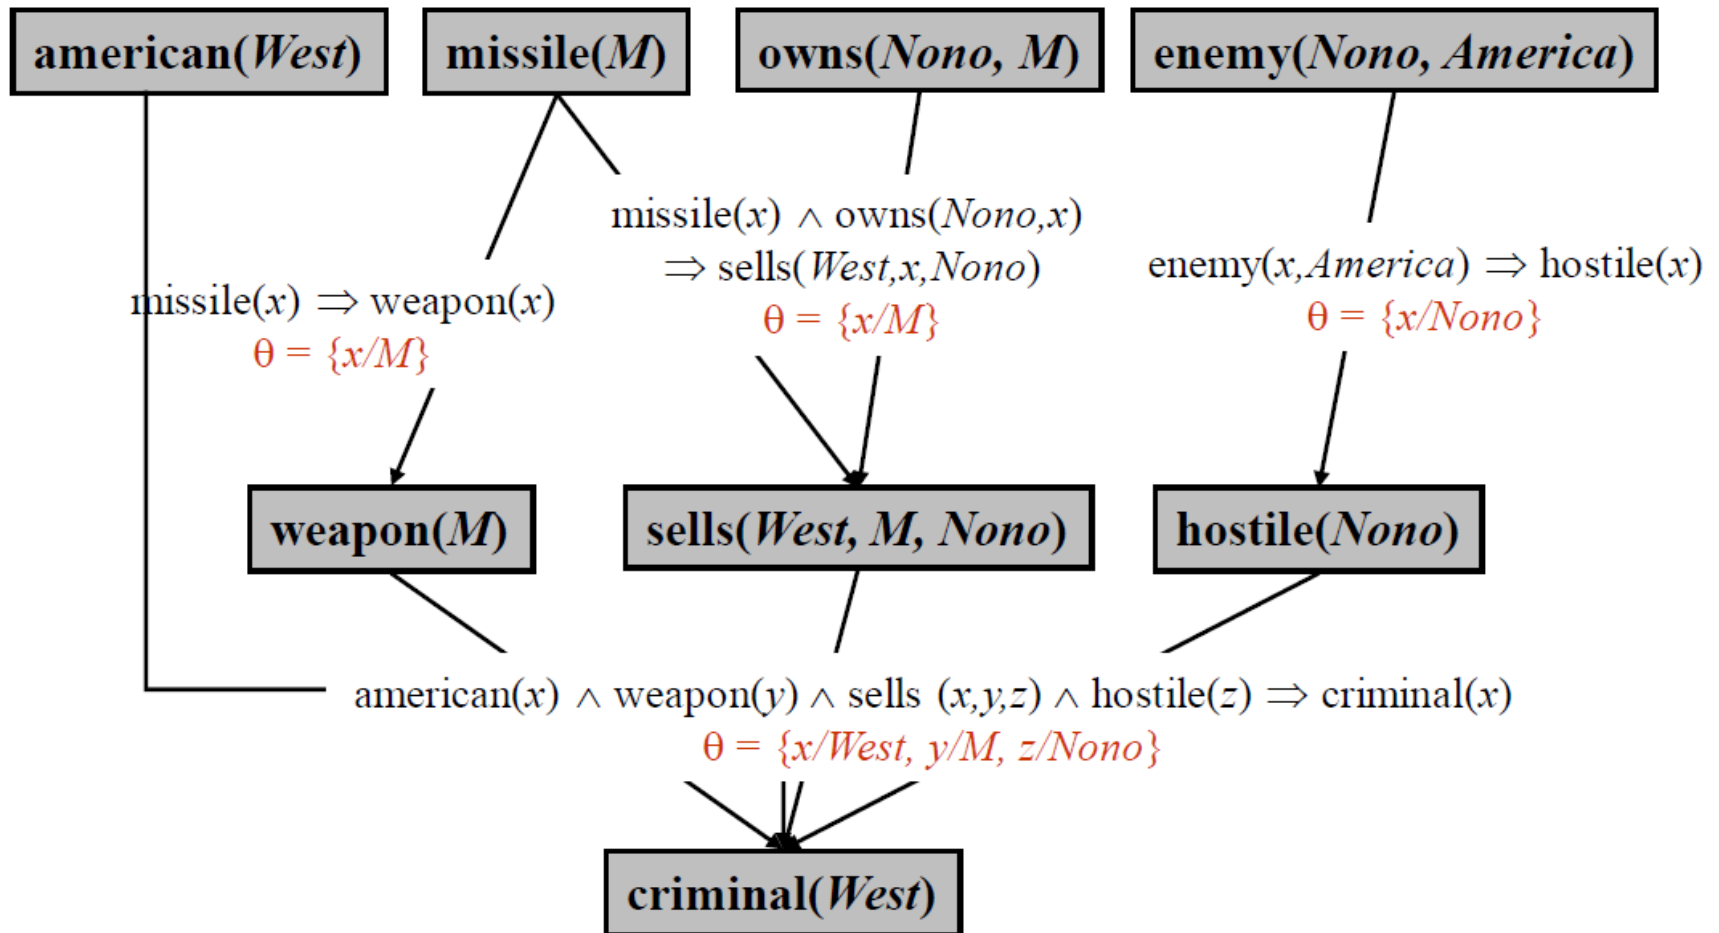 american(West)
missile(M)
owns(Nono, M)
enemy(Nono, America)
missile(x) ∧ owns(Nono,x)
⇒ sells(West,x,Nono)
θ = {x/M}
enemy(x,America) ⇒ hostile(x)
θ = {x/Nono}
missile(x) ⇒ weapon(x)
θ = {x/M}
weapon(M)
sells(West, M, Nono)
hostile(Nono)
american(x) ∧ weapon(y) ∧ sells (x,y,z) ∧ hostile(z) ⇒ criminal(x)
θ = {x/West, y/M, z/Nono}
criminal(West)